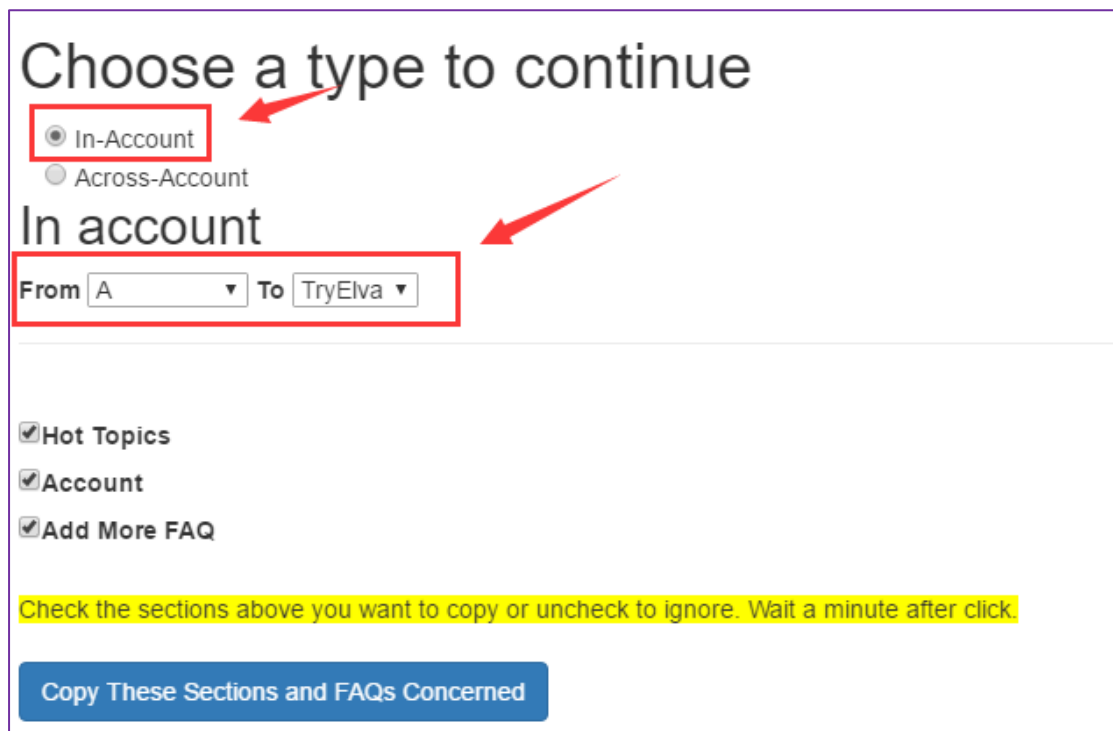 Choose a type to continue
In-Account
Across-Account
In account
From A To TryElva
Hot Topics
Account
Add More FAQ
Check the sections above you want to copy or uncheck to ignore. Wait a minute after click.
Copy These Sections and FAQs Concerned